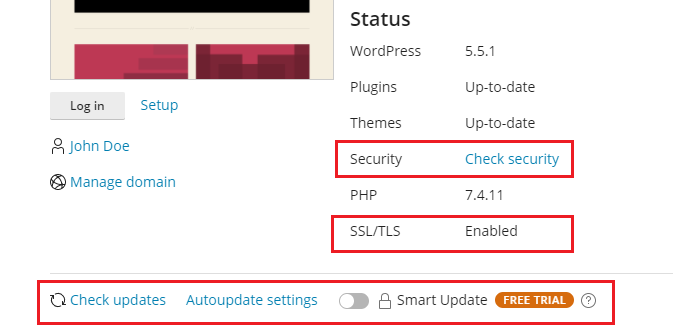 Status
WordPress 5.5.1
Plugins Up-to-date
Themes Up-to-date
Log in Setup
John Doe
Security Check security
Manage domain
PHP 7.4.11
SSL/TLS Enabled
Check updates Autoupdate settings Smart Update FREE TRIAL ?